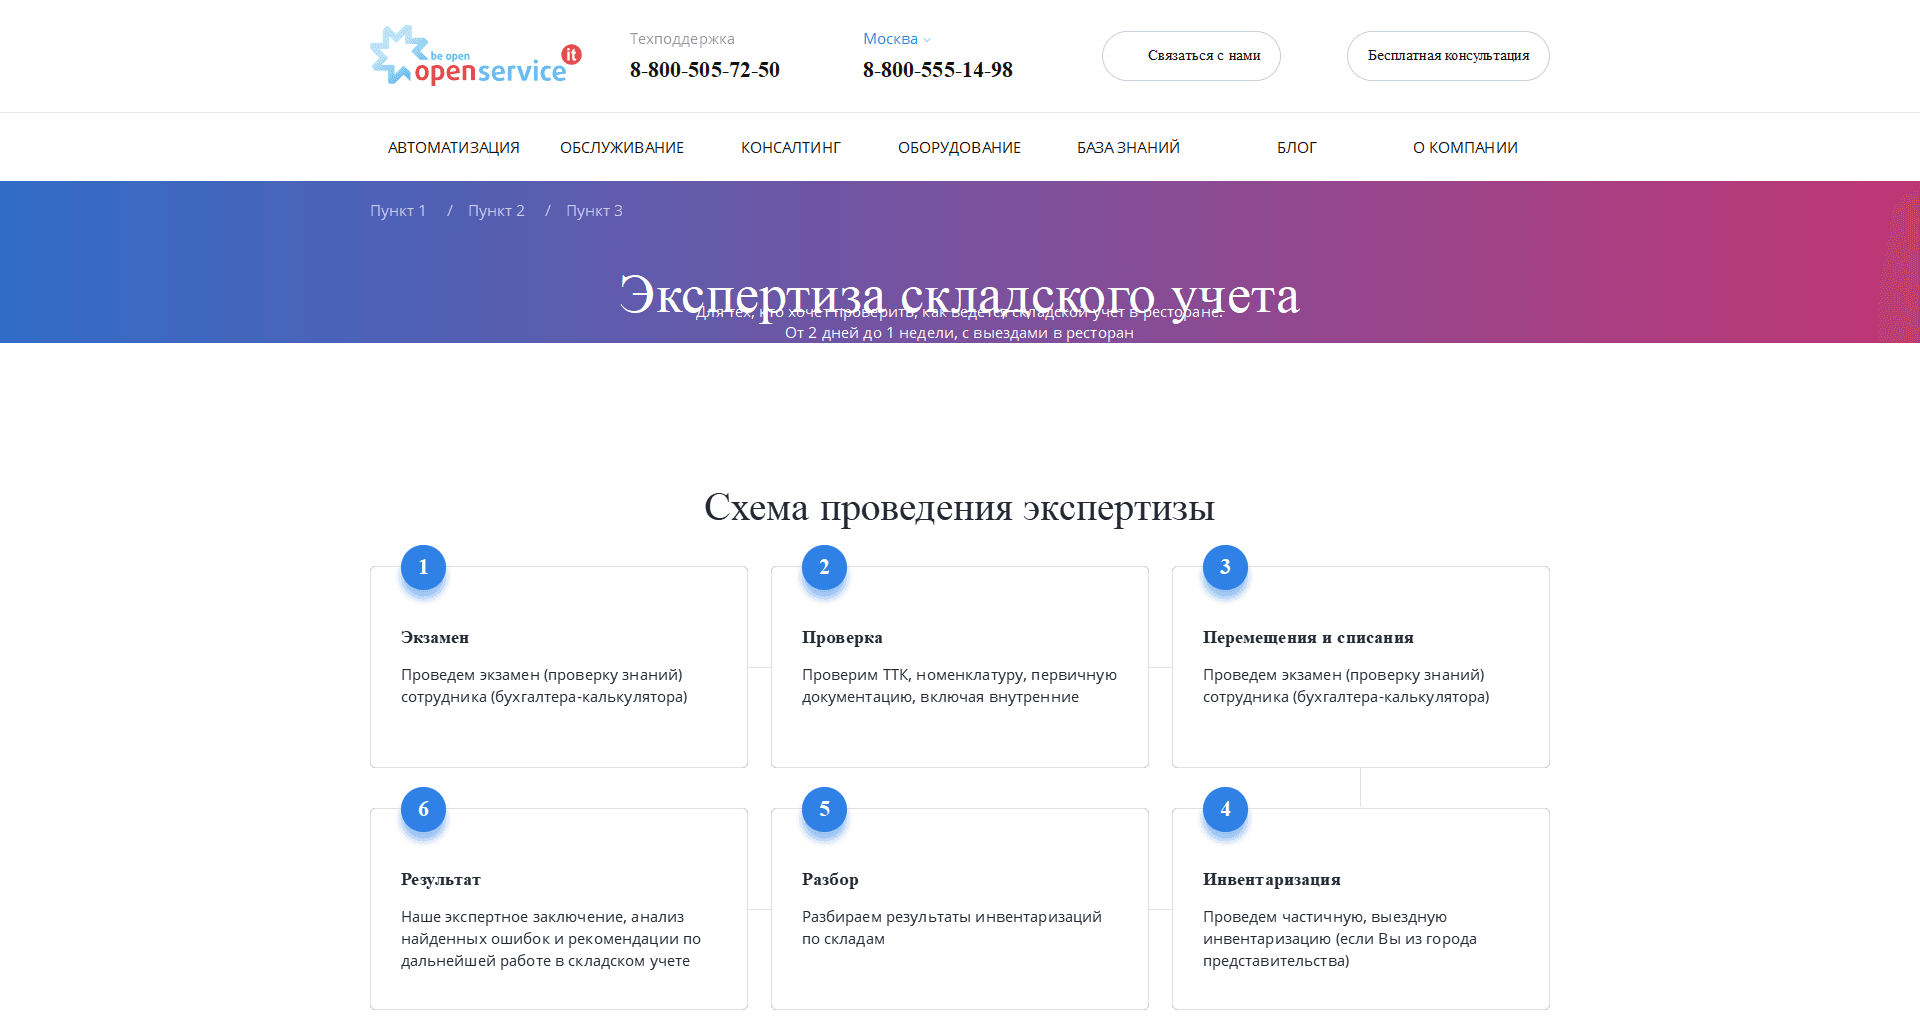 be open
openservice it
Техподдержка
8-800-505-72-50
Москва
8-800-555-14-98
Связаться с нами
Бесплатная консультация
АВТОМАТИЗАЦИЯ ОБСЛУЖИВАНИЕ КОНСАЛТИНГ ОБОРУДОВАНИЕ БАЗА ЗНАНИЙ БЛОГ О КОМПАНИИ
Пункт 1 / Пункт 2 / Пункт 3
Экспертиза складского учета
Для тех, кто хочет проверить, как ведется складской учет в ресторане.
От 2 дней до 1 недели, с выездами в ресторан
Схема проведения экспертизы
1
Экзамен
Проведем экзамен (проверку знаний)
сотрудника (бухгалтера-калькулятора)
2
Проверка
Проверим ТТК, номенклатуру, первичную
документацию, включая внутренние
3
Перемещения и списания
Проведем экзамен (проверку знаний)
сотрудника (бухгалтера-калькулятора)
6
Результат
Наше экспертное заключение, анализ
найденных ошибок и рекомендации по
дальнейшей работе в складском учете
5
Разбор
Разбираем результаты инвентаризаций
по складам
4
Инвентаризация
Проведем частичную, выездную
инвентаризацию (если Вы из города
представительства)